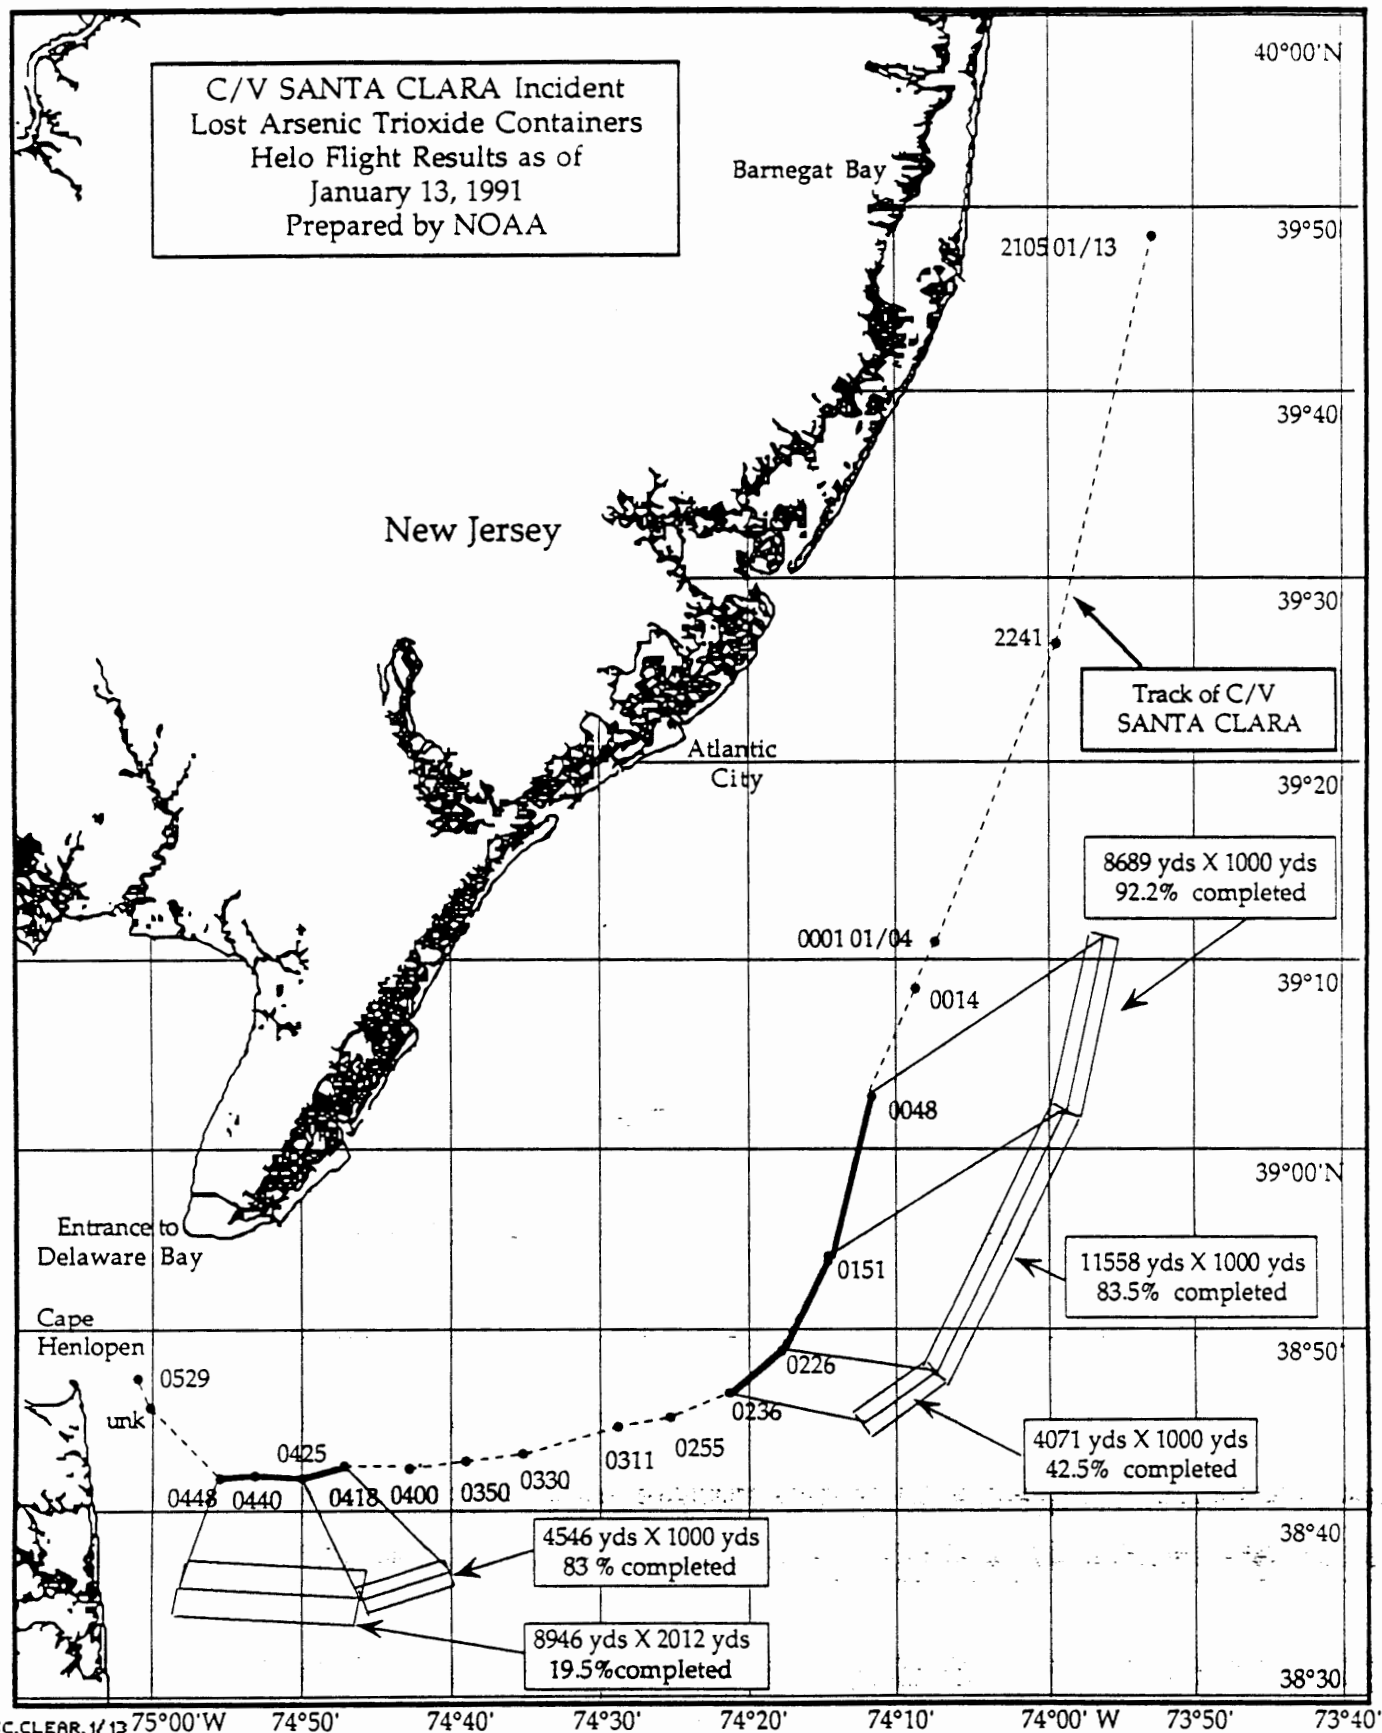 C/V SANTA CLARA Incident
Lost Arsenic Trioxide Containers
Helo Flight Results as of
January 13, 1991
Prepared by NOAA
40°00'N
Barnegat Bay
39°50'
2105 01/13
39°40'
New Jersey
39°30'
2241
Track of C/V
SANTA CLARA
Atlantic
City
39°20'
8689 yds X 1000 yds
92.2% completed
0001 01/04
39°10'
0014
0048
39°00'N
Entrance to
Delaware Bay
0151
11558 yds X 1000 yds
83.5% completed
Cape
Henlopen
38°50'
0226
0529
unk
0236
0425
0255
0311
4071 yds X 1000 yds
42.5% completed
0448
0440
0418
0400
0350
0330
38°40'
4546 yds X 1000 yds
83 % completed
8946 yds X 2012 yds
19.5%completed
38°30'
C.CLEAR.1/13
75°00'W
74°50'
74°40'
74°30'
74°20'
74°10'
74°00' W
73°50'
73°40'